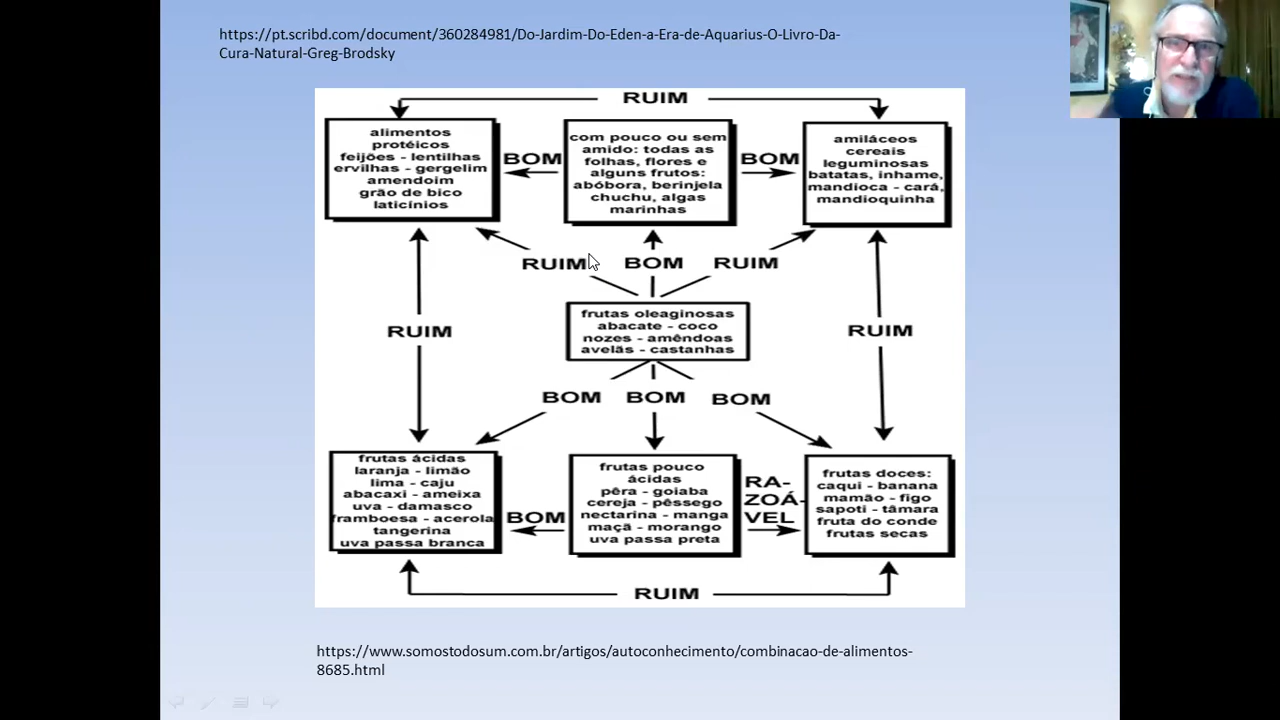 https://pt.scribd.com/document/360284981/Do-Jardim-Do-Eden-a-Era-de-Aquarius-O-Livro-Da-
Cura-Natural-Greg-Brodsky
RUIM
alimentos
protéicos
feijões - lentilhas
ervilhas - gergelim
amendoim
grão de bico
laticínios
BOM
com pouco ou sem
amido: todas as
folhas, flores e
alguns frutos:
abóbora, berinjela
chuchu, algas
marinhas
BOM
amiláceos
cereais
leguminosas
batatas, inhame,
mandioca - cará,
mandioquinha
RUIM
BOM
RUIM
RUIM
frutas oleaginosas
abacate - coco
nozes - amêndoas
avelãs - castanhas
RUIM
BOM
BOM
BOM
frutas ácidas
laranja - limão
lima - caju
abacaxi - ameixa
uva - damasco
framboesa - acerola
tangerina
uva passa branca
BOM
frutas pouco
ácidas
pêra - goiaba
cereja - pêssego
nectarina - manga
maçã - morango
uva passa preta
RA-
ZOÁ-
VEL
frutas doces:
caqui - banana
mamão - figo
sapoti - tâmara
fruta do conde
frutas secas
RUIM
https://www.somostodosum.com.br/artigos/autoconhecimento/combinacao-de-alimentos-
8685.html